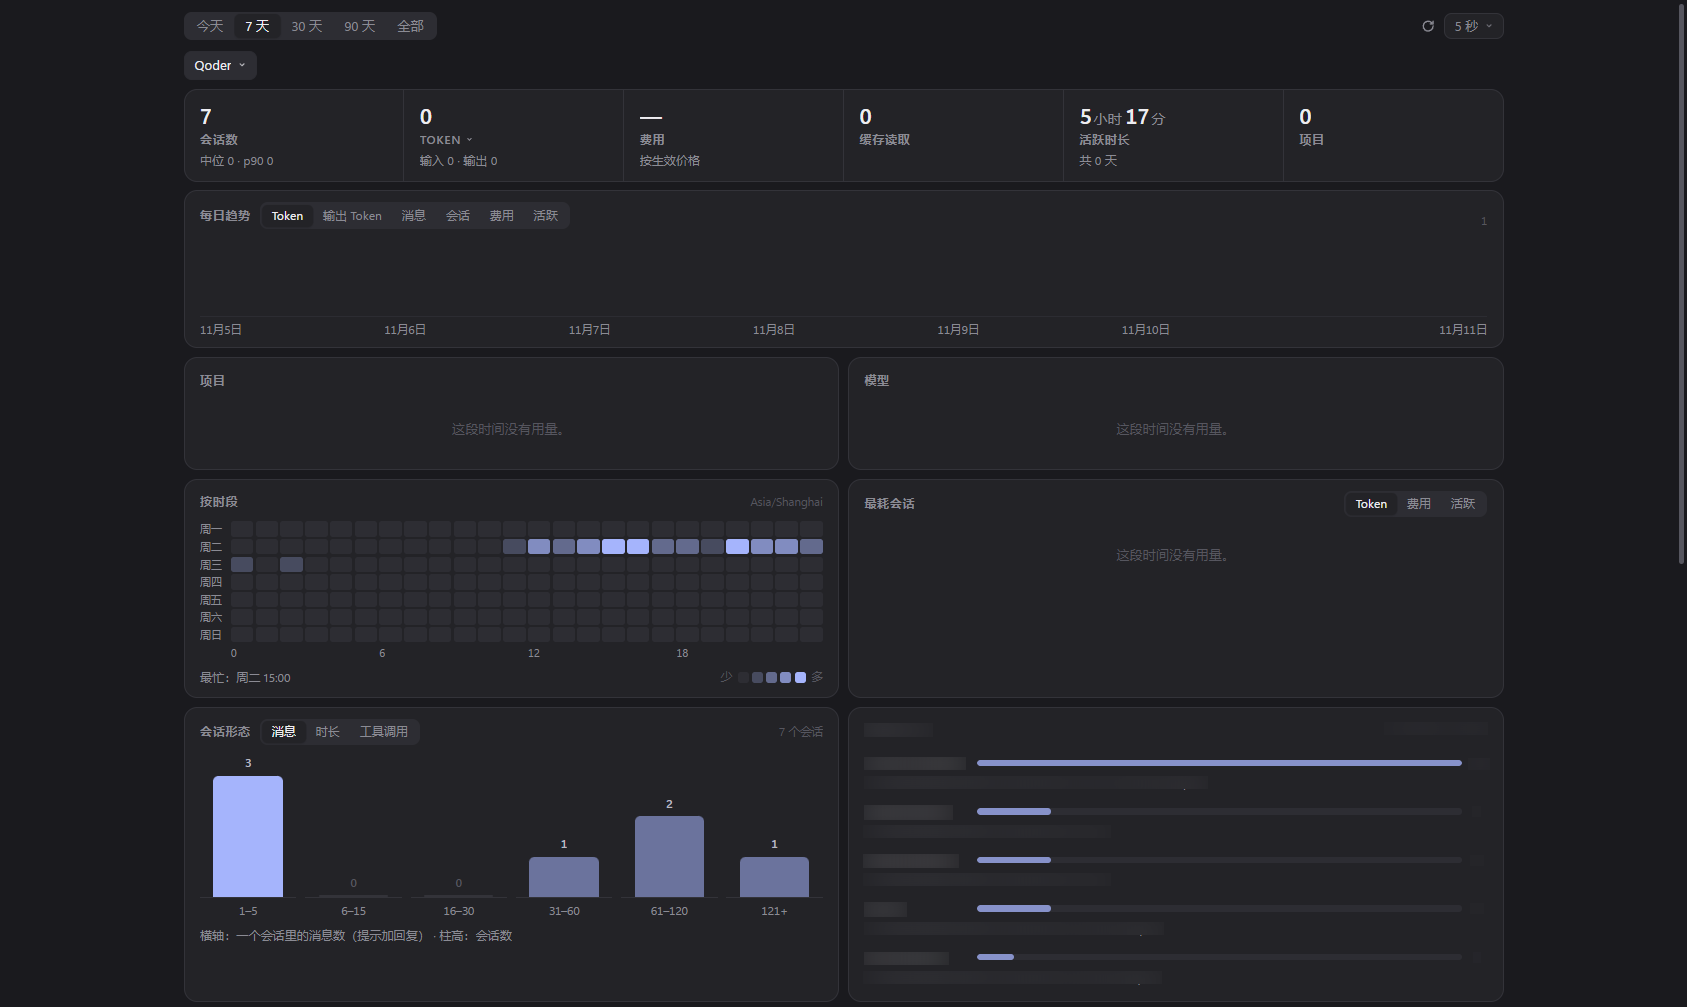 今天 7 天 30 天 90 天 全部 5 秒
Qoder
7 0 — 0 5 小时 17 分 0
会话数 TOKEN 费用 缓存读取 活跃时长 项目
中位 0 · p90 0 输入 0 · 输出 0 按生效价格 共 0 天
每日趋势 Token 输出 Token 消息 会话 费用 活跃 1
11月5日 11月6日 11月7日 11月8日 11月9日 11月10日 11月11日
项目 模型
这段时间没有用量。 这段时间没有用量。
按时段 Asia/Shanghai
最耗会话 Token 费用 活跃
周一
周二
周三
周四
周五
周六
周日
0 6 12 18
最忙：周二 15:00 少 多
这段时间没有用量。
会话形态 消息 时长 工具调用 7 个会话
3 0 0 1 2 1
1–5 6–15 16–30 31–60 61–120 121+
横轴：一个会话里的消息数（提示加回复） · 柱高：会话数